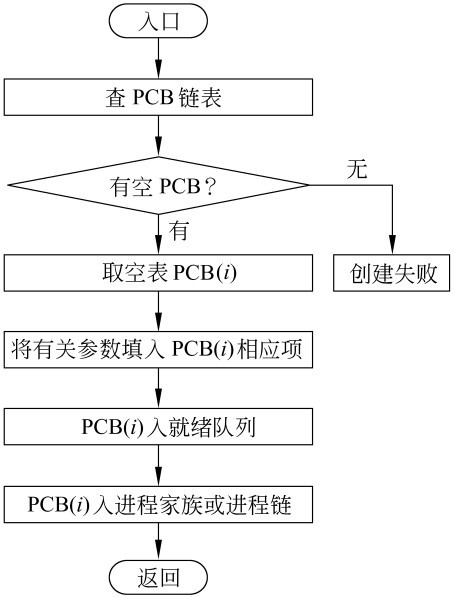 入口
查 PCB 链表
有空 PCB？
无
有
取空表 PCB(i)
创建失败
将有关参数填入 PCB(i)相应项
PCB(i)入就绪队列
PCB(i)入进程家族或进程链
返回